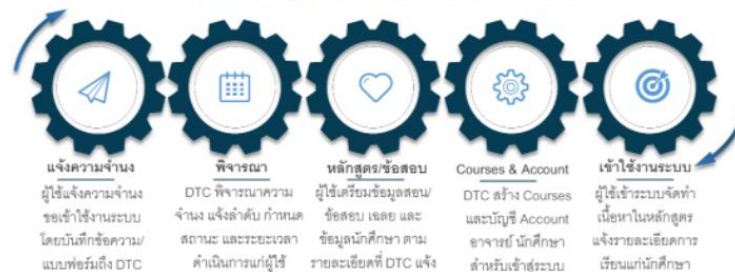 แจ้งความจำนง
ผู้ใช้แจ้งความจำนง
ขอเข้าใช้งานระบบ
โดยบันทึกข้อความ/
แบบฟอร์มถึง DTC
พิจารณา
DTC พิจารณาความ
จำนง แจ้งลำดับ กำหนด
สถานะ และระยะเวลา
ดำเนินการแก่ผู้ใช้
หลักสูตร/ข้อสอบ
ผู้ใช้เตรียมข้อมูลสอน/
ข้อสอบ เฉลย และ
ข้อมูลนักศึกษา ตาม
รายละเอียดที่ DTC แจ้ง
Courses & Account
DTC สร้าง Courses
และบัญชี Account
อาจารย์ นักศึกษา
สำหรับเข้าสู่ระบบ
เข้าใช้งานระบบ
ผู้ใช้เข้าระบบจัดทำ
เนื้อหาในหลักสูตร
แจ้งรายละเอียดการ
เรียนแก่นักศึกษา